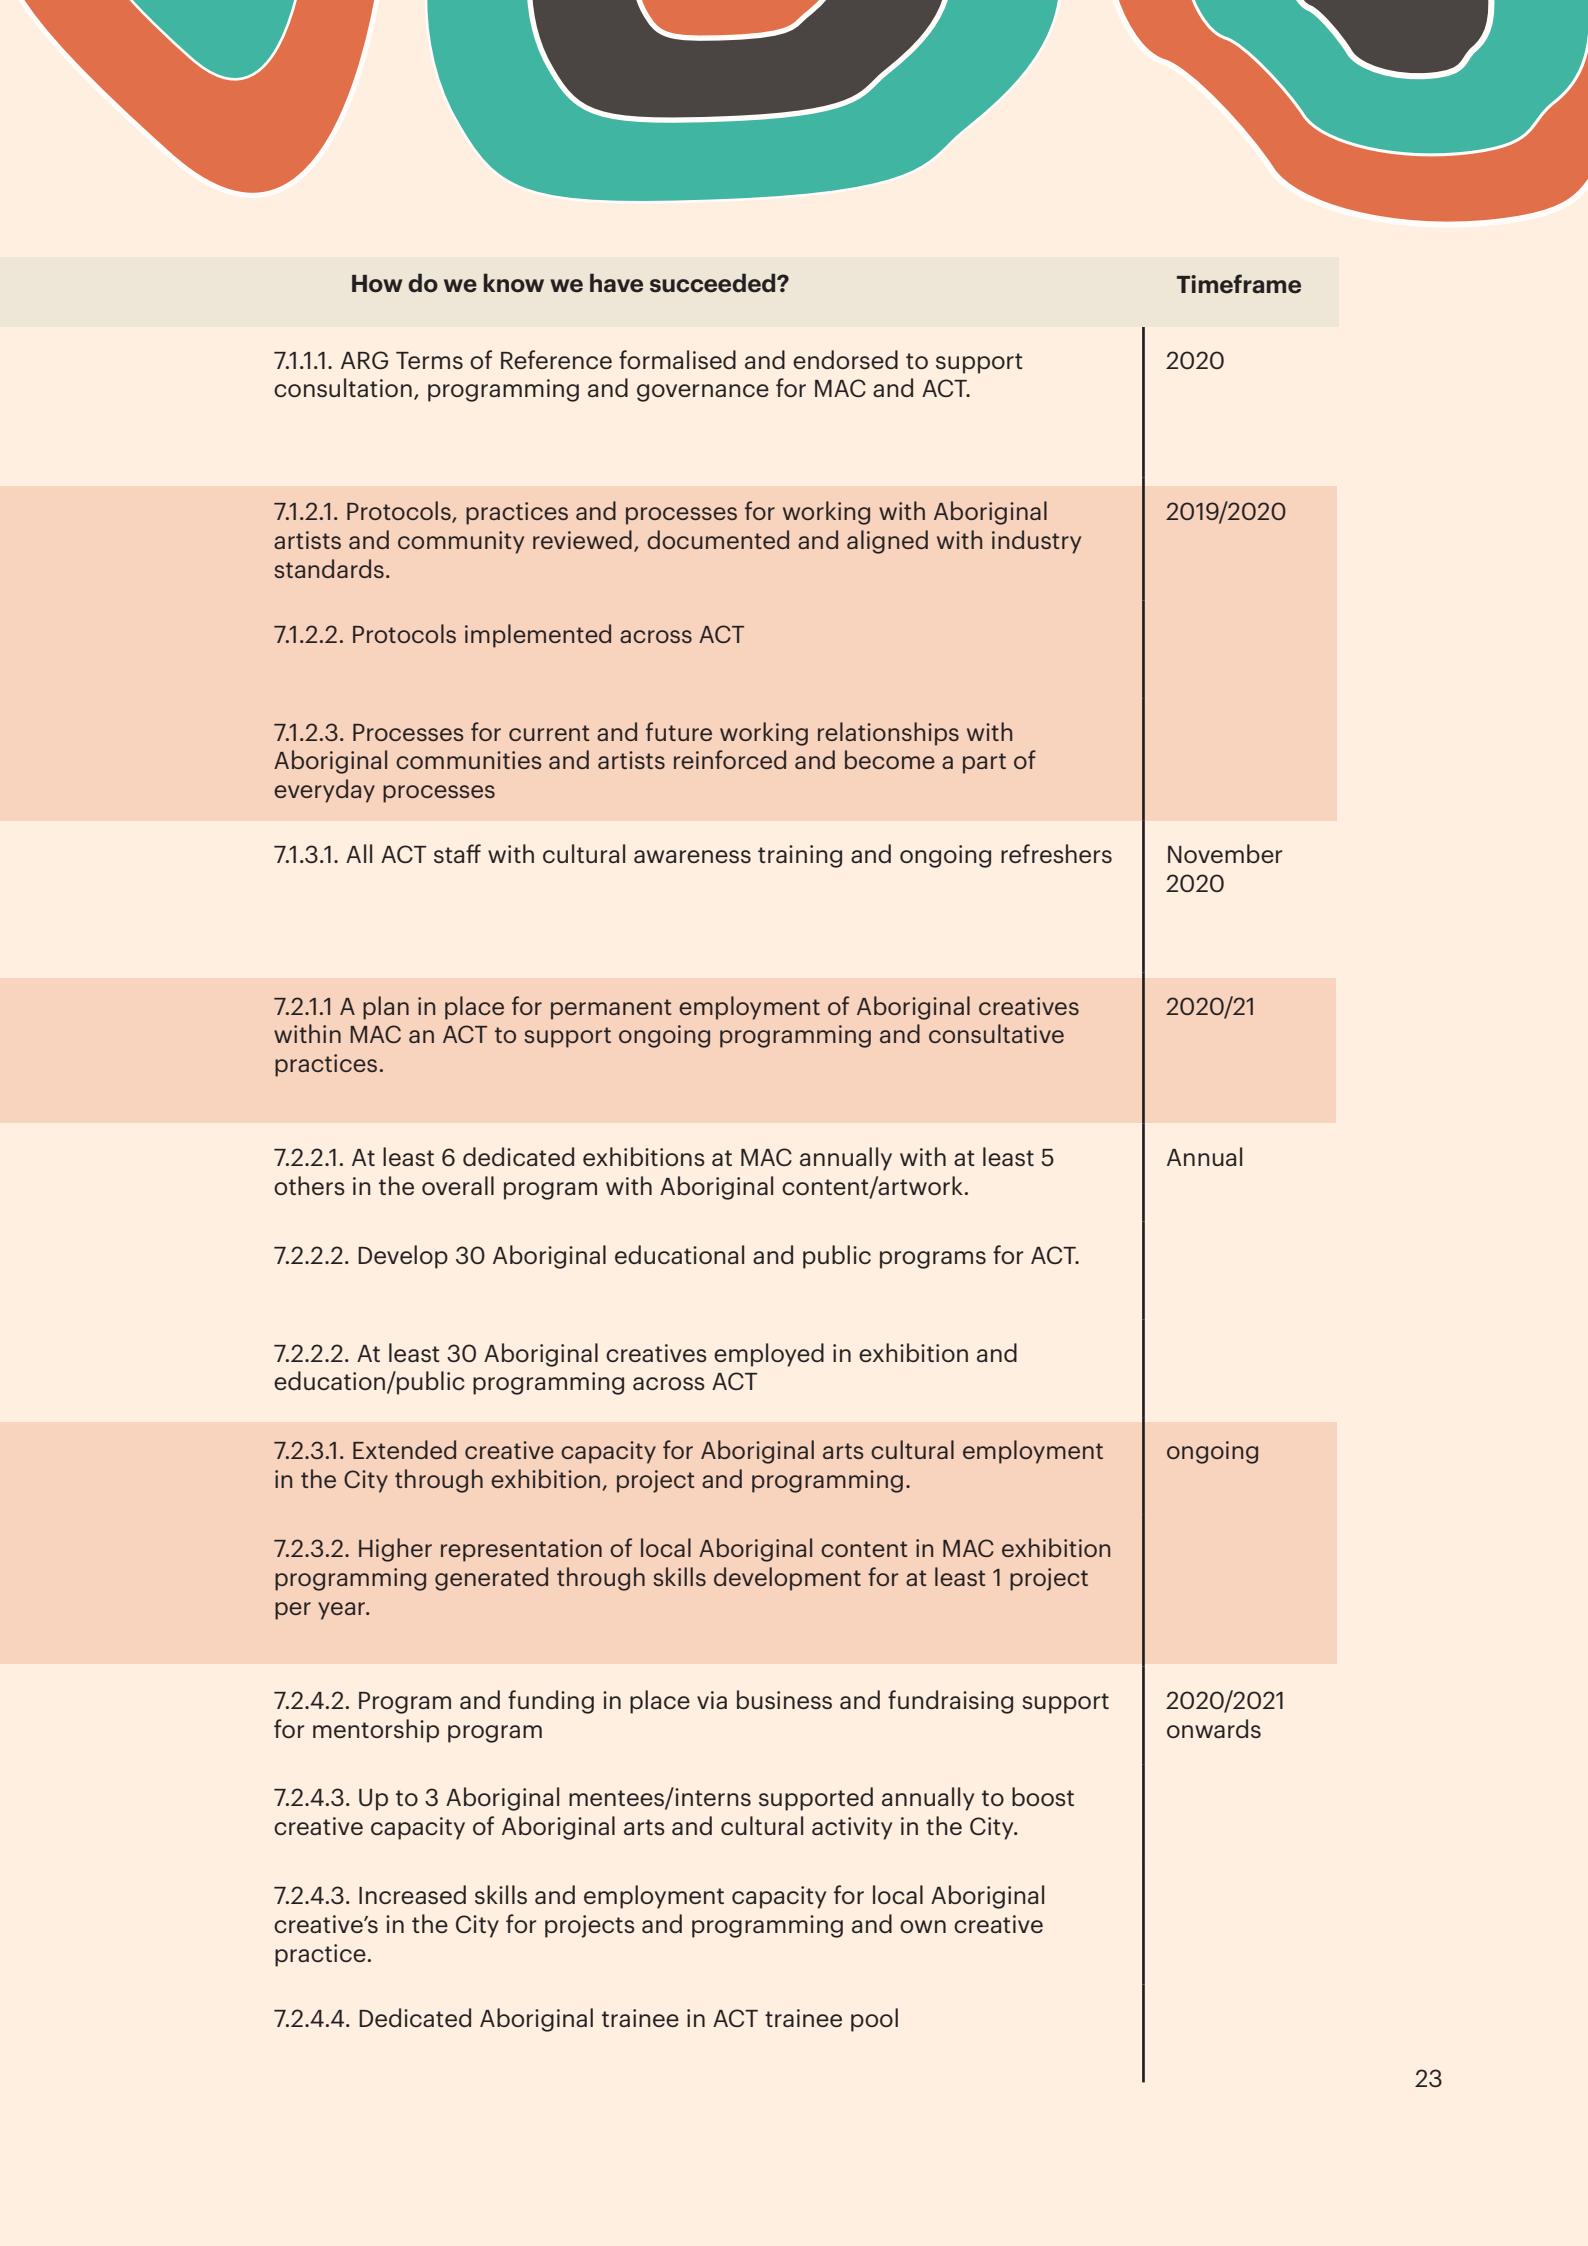 How do we know we have succeeded?
Timeframe
7.1.1.1. ARG Terms of Reference formalised and endorsed to support
consultation, programming and governance for MAC and ACT.
2020
7.1.2.1. Protocols, practices and processes for working with Aboriginal
artists and community reviewed, documented and aligned with industry
standards.
2019/2020
7.1.2.2. Protocols implemented across ACT
7.1.2.3. Processes for current and future working relationships with
Aboriginal communities and artists reinforced and become a part of
everyday processes
7.1.3.1. All ACT staff with cultural awareness training and ongoing refreshers
November
2020
7.2.1.1 A plan in place for permanent employment of Aboriginal creatives
within MAC an ACT to support ongoing programming and consultative
practices.
2020/21
7.2.2.1. At least 6 dedicated exhibitions at MAC annually with at least 5
others in the overall program with Aboriginal content/artwork.
Annual
7.2.2.2. Develop 30 Aboriginal educational and public programs for ACT.
7.2.2.2. At least 30 Aboriginal creatives employed in exhibition and
education/public programming across ACT
7.2.3.1. Extended creative capacity for Aboriginal arts cultural employment
in the City through exhibition, project and programming.
ongoing
7.2.3.2. Higher representation of local Aboriginal content in MAC exhibition
programming generated through skills development for at least 1 project
per year.
7.2.4.2. Program and funding in place via business and fundraising support
for mentorship program
2020/2021
onwards
7.2.4.3. Up to 3 Aboriginal mentees/interns supported annually to boost
creative capacity of Aboriginal arts and cultural activity in the City.
7.2.4.3. Increased skills and employment capacity for local Aboriginal
creative’s in the City for projects and programming and own creative
practice.
7.2.4.4. Dedicated Aboriginal trainee in ACT trainee pool
23